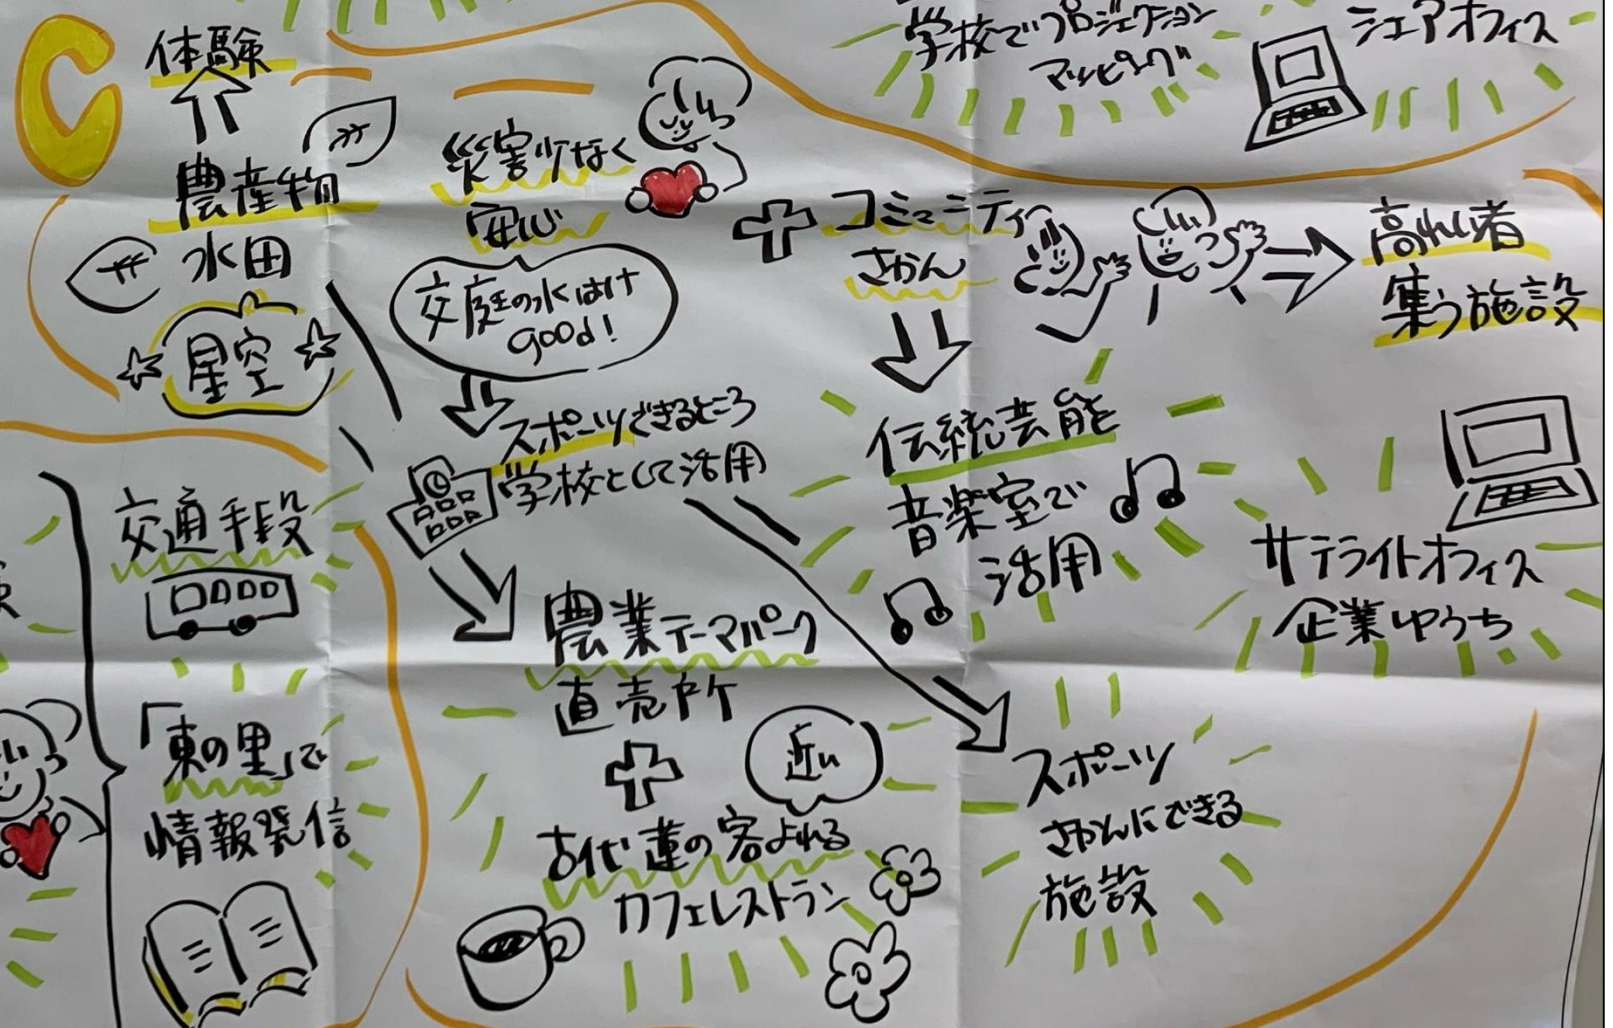 C
体験
農産物
水田
星空
災害少なく
安心
交庭の水はけ
good!
学校でプロジェクション
マッピング
シェアオフィス
コミュニティ
さかん
高れい者
集う施設
スポーツできるところ
学校として活用
伝統芸能
音楽室で
活用
サテライトオフィス
企業ゆうち
交通手段
「東の里」で
情報発信
農業テーマパーク
直売所
近い
古代蓮の客よれる
カフェレストラン
スポーツ
さかんにできる
施設